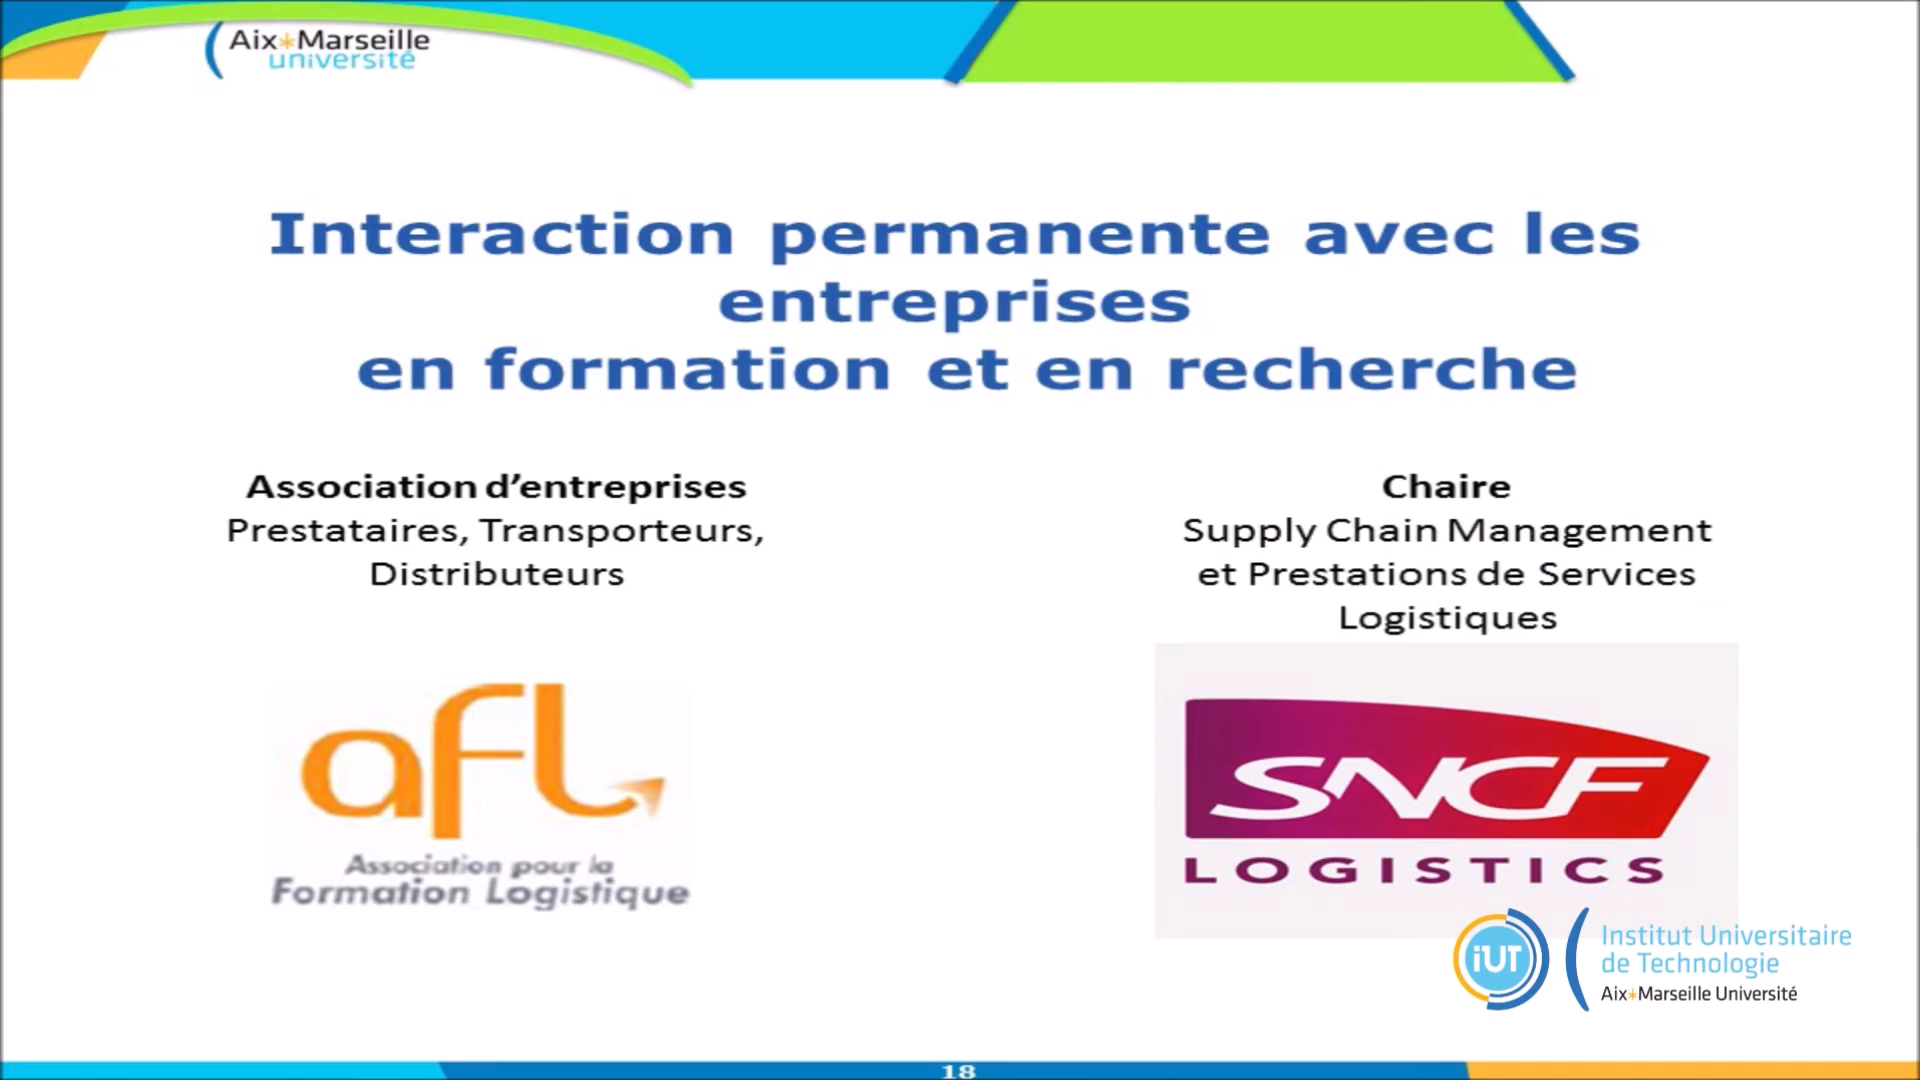 Aix*Marseille
université
Interaction permanente avec les
entreprises
en formation et en recherche
Association d’entreprises
Prestataires, Transporteurs,
Distributeurs
afl
Association pour la
Formation Logistique
Chaire
Supply Chain Management
et Prestations de Services
Logistiques
SNCF
LOGISTICS
iUT
Institut Universitaire
de Technologie
Aix*Marseille Université
18